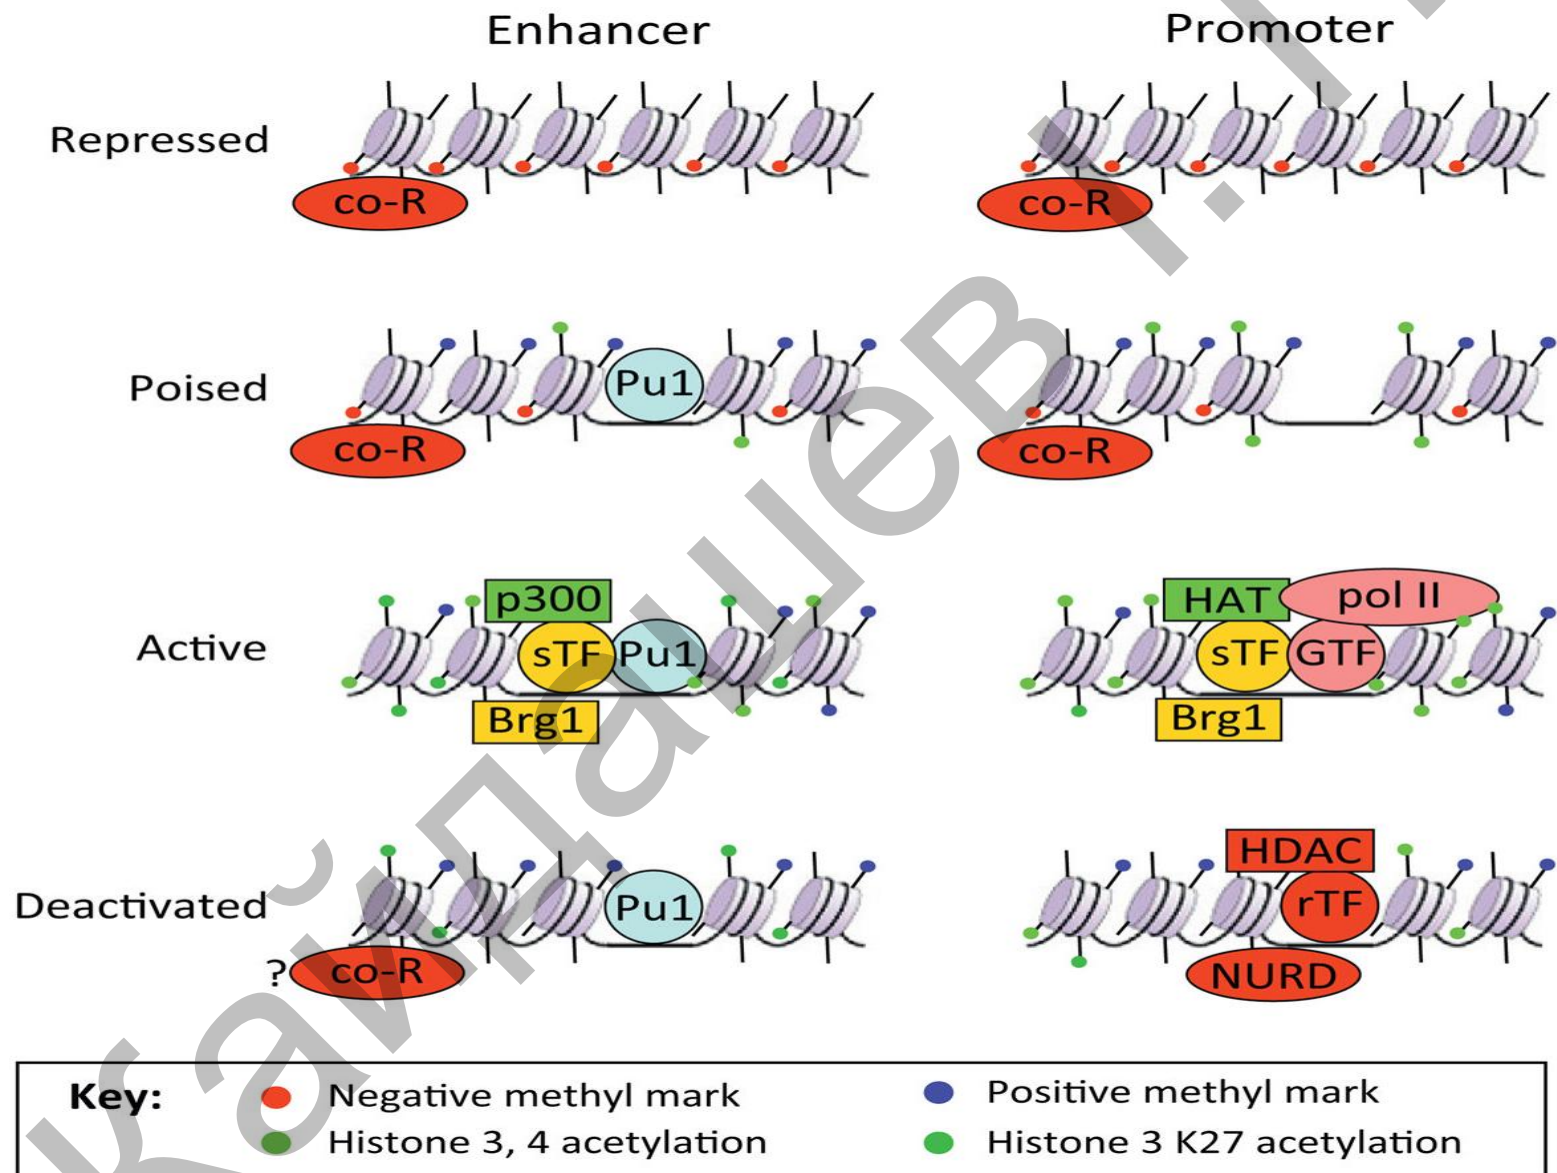 Enhancer Promoter
Repressed
co-R co-R
Poised
Pu1
co-R co-R
Active
p300 HAT pol II
sTF Pu1 sTF GTF
Brg1 Brg1
Deactivated
HDAC
Pu1 rTF
? co-R NURD
Key: Negative methyl mark Positive methyl mark
Histone 3, 4 acetylation Histone 3 K27 acetylation
Кайдашев І. П